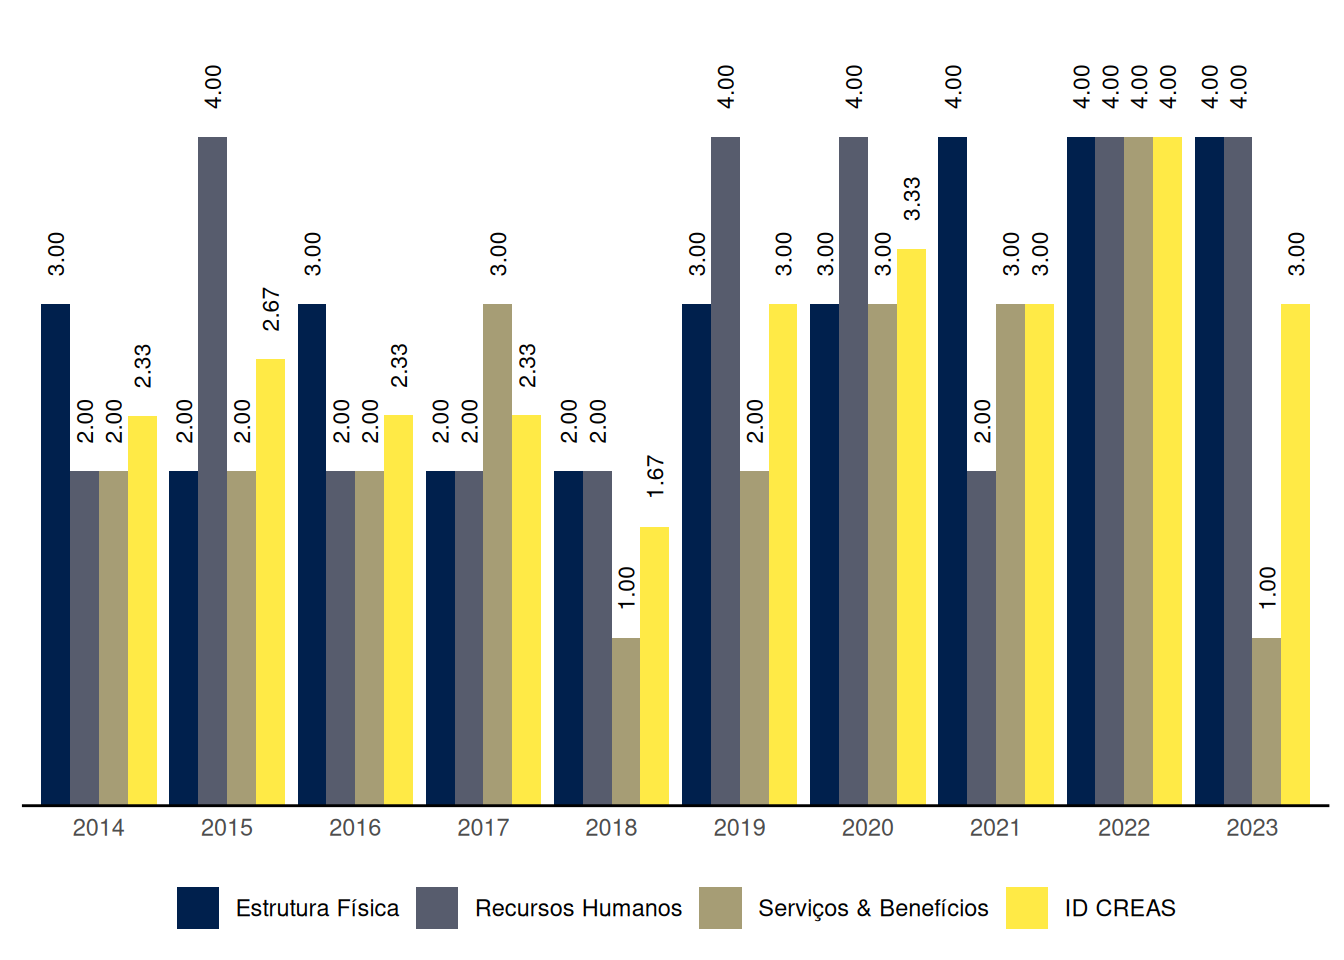 3.00 2.00 2.00 2.33
2.00 4.00 2.00 2.67
3.00 2.00 2.00 2.33
2.00 2.00 3.00 2.33
2.00 2.00 1.00 1.67
3.00 4.00 2.00 3.00
3.00 4.00 3.00 3.33
4.00 2.00 3.00 3.00
4.00 4.00 4.00 4.00
4.00 4.00 1.00 3.00
2014 2015 2016 2017 2018 2019 2020 2021 2022 2023
Estrutura Física Recursos Humanos Serviços & Benefícios ID CREAS